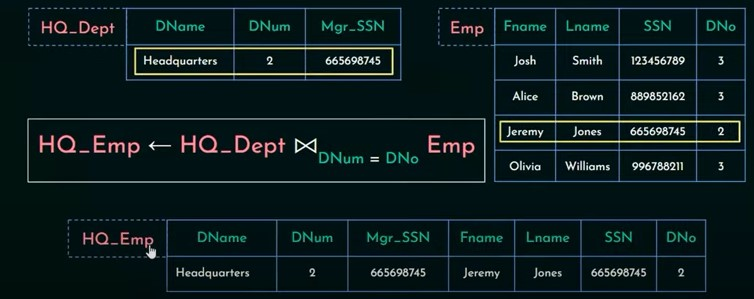 HQ_Dept DName DNum Mgr_SSN
Headquarters 2 665698745
Emp Fname Lname SSN DNo
Josh Smith 123456789 3
Alice Brown 889852162 3
Jeremy Jones 665698745 2
Olivia Williams 996788211 3
HQ_Emp ← HQ_Dept ⋈ DNum = DNo Emp
HQ_Emp DName DNum Mgr_SSN Fname Lname SSN DNo
Headquarters 2 665698745 Jeremy Jones 665698745 2